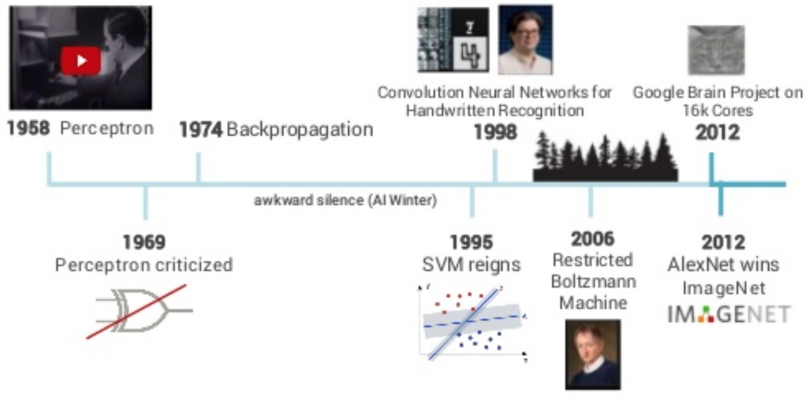 Convolution Neural Networks for
Handwritten Recognition
1998
Google Brain Project on
16k Cores
2012
1958 Perceptron
1974 Backpropagation
awkward silence (AI Winter)
1969
Perceptron criticized
1995
SVM reigns
2006
Restricted
Boltzmann
Machine
2012
AlexNet wins
ImageNet
IMAGENET
4